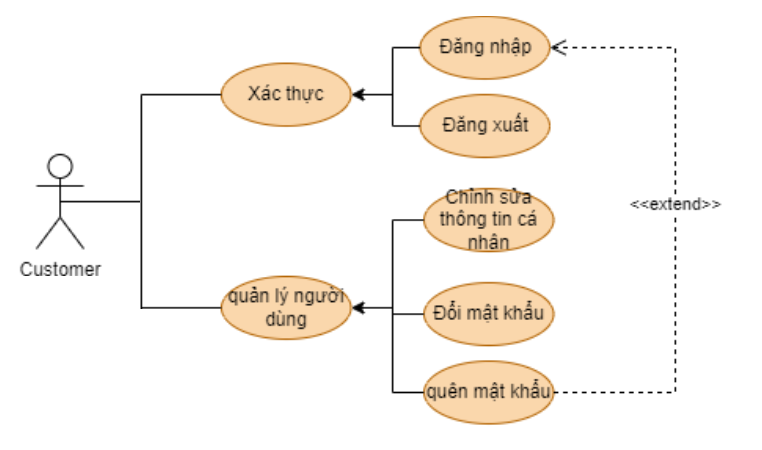 Đăng nhập
Xác thực
Đăng xuất
Chỉnh sửa
thông tin cá
nhân
<<extend>>
Customer
quản lý người
dùng
Đổi mật khẩu
quên mật khẩu